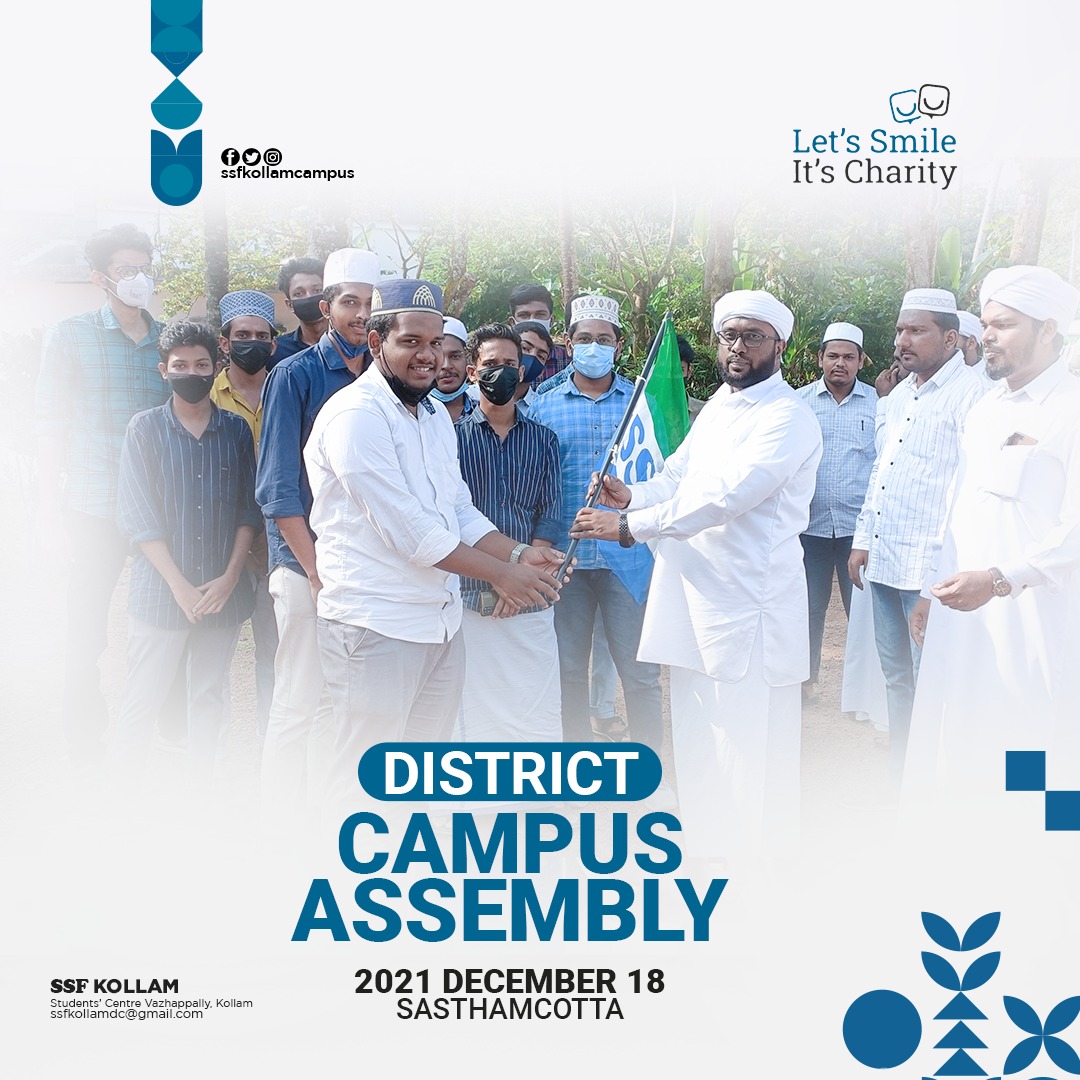 ssfkollamcampus
Let's Smile
It's Charity
SS
DISTRICT
CAMPUS
ASSEMBLY
2021 DECEMBER 18
SASTHAMCOTTA
SSF KOLLAM
Students' Centre Vazhappally, Kollam
ssfkollamdc@gmail.com